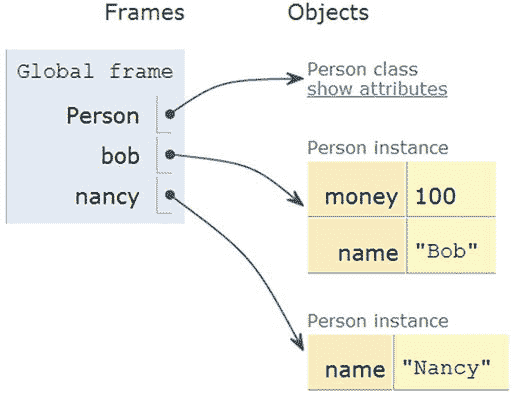 Frames Objects
Global frame
Person
bob
nancy
Person class
show attributes
Person instance
money 100
name "Bob"
Person instance
name "Nancy"